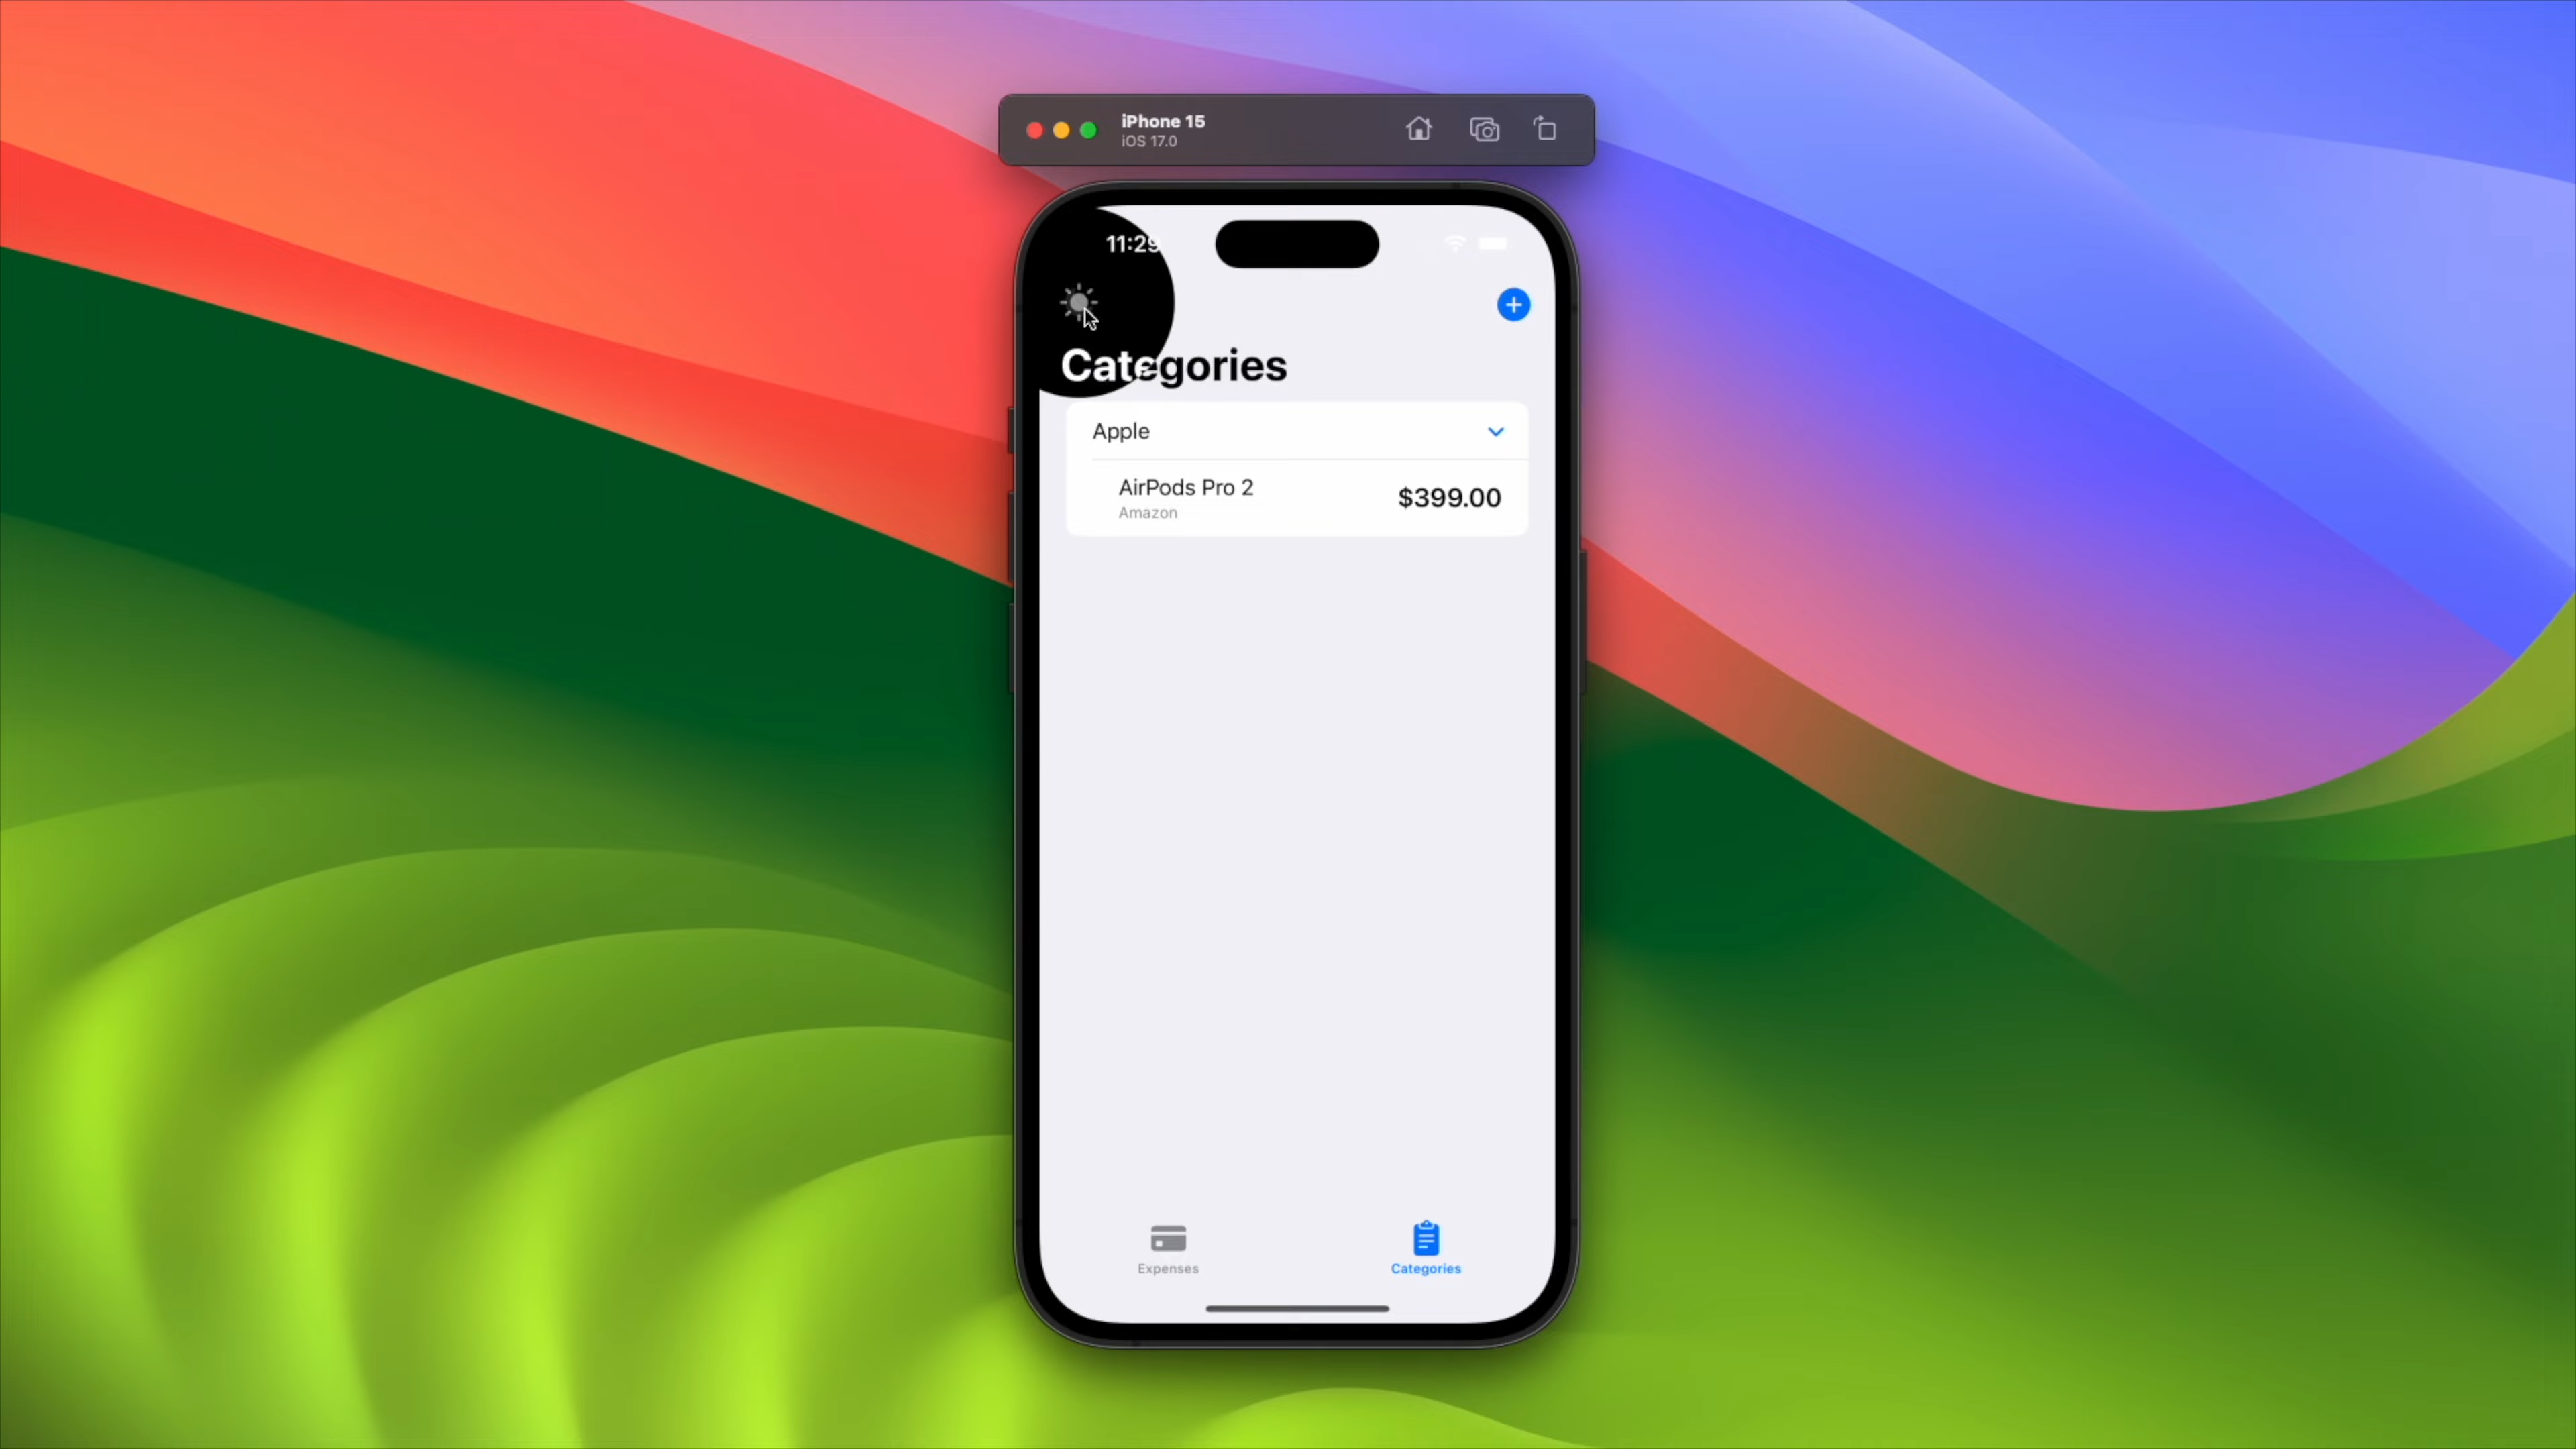 iPhone 15
iOS 17.0
11:29
Categories
Apple
AirPods Pro 2
$399.00
Amazon
Expenses
Categories